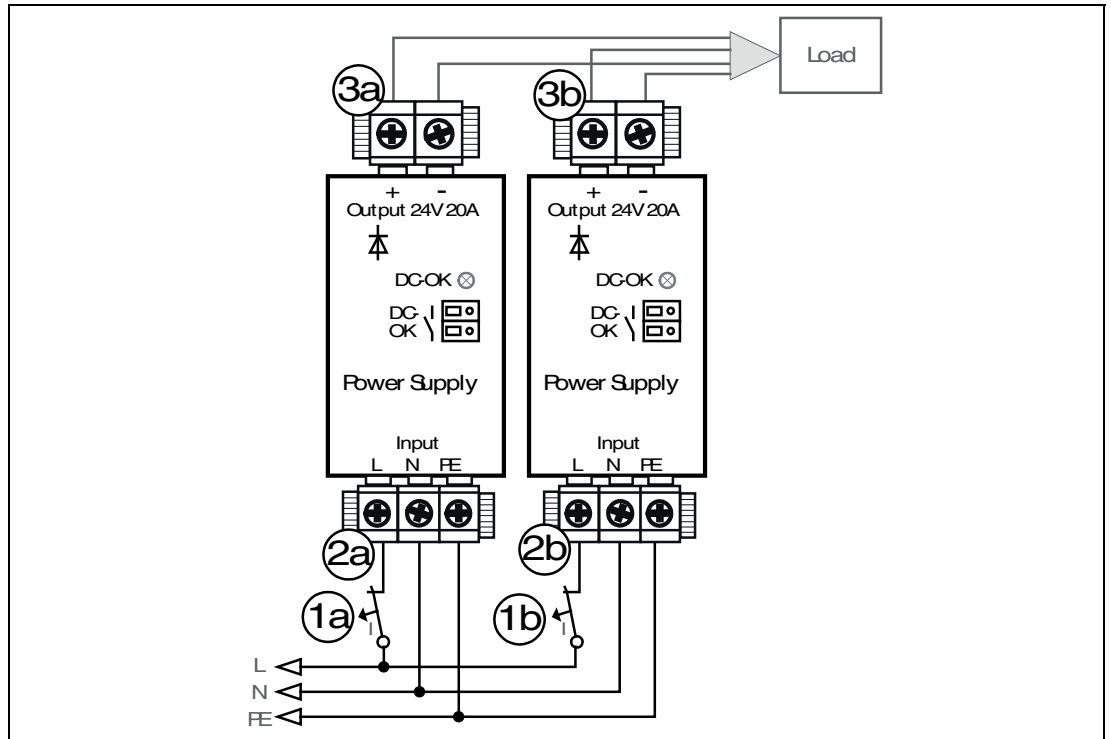 Load
3a
3b
+ -
Output 24V 20A
DC-OK
DC-
OK
Power Supply
Input
L N PE
+ -
Output 24V 20A
DC-OK
DC-
OK
Power Supply
Input
L N PE
2a
2b
1a
I
1b
I
L
N
PE